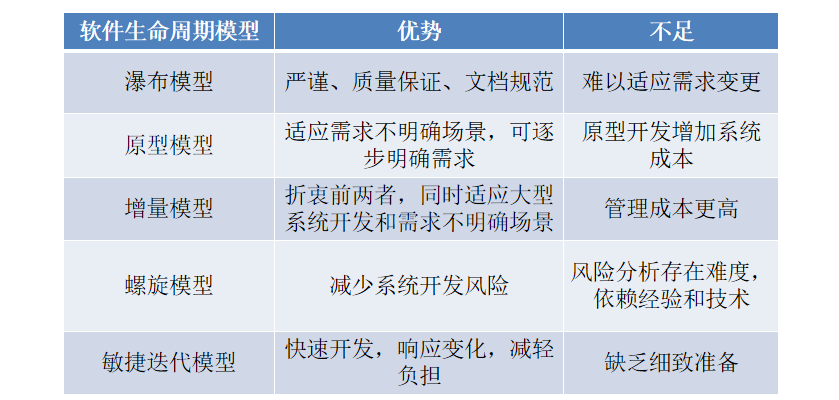 软件生命周期模型
优势
不足
瀑布模型
严谨、质量保证、文档规范
难以适应需求变更
原型模型
适应需求不明确场景，可逐
步明确需求
原型开发增加系统
成本
增量模型
折衷前两者，同时适应大型
系统开发和需求不明确场景
管理成本更高
螺旋模型
减少系统开发风险
风险分析存在难度，
依赖经验和技术
敏捷迭代模型
快速开发，响应变化，减轻
负担
缺乏细致准备